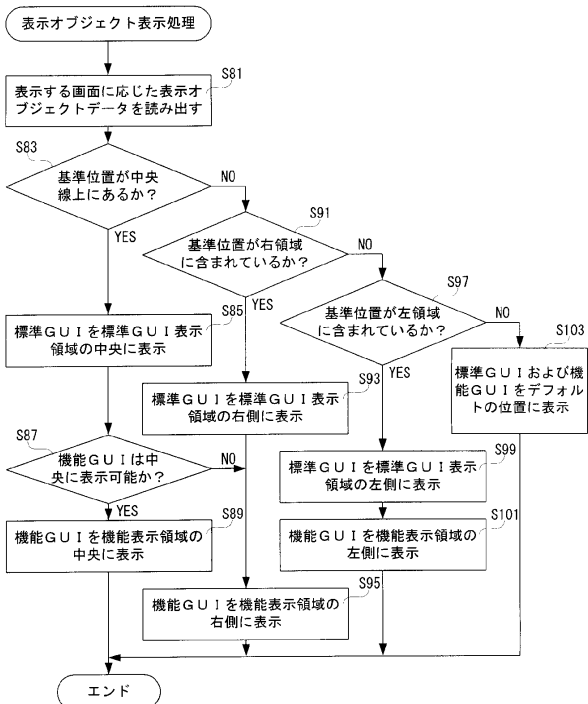 表示オブジェクト表示処理
S81
表示する画面に応じた表示オ
ブジェクトデータを読み出す
S83
基準位置が中央
線上にあるか？
NO
YES
S91
基準位置が右領域
に含まれているか？
NO
YES
S97
基準位置が左領域
に含まれているか？
NO
YES
S85
標準ＧＵＩを標準ＧＵＩ表示
領域の中央に表示
S103
標準ＧＵＩおよび機
能ＧＵＩをデフォル
トの位置に表示
S93
標準ＧＵＩを標準ＧＵＩ表示
領域の右側に表示
S87
機能ＧＵＩは中
央に表示可能か？
NO
YES
S99
標準ＧＵＩを標準ＧＵＩ表示
領域の左側に表示
S89
機能ＧＵＩを機能表示領域の
中央に表示
S101
機能ＧＵＩを機能表示領域の
左側に表示
S95
機能ＧＵＩを機能表示領域の
右側に表示
エンド